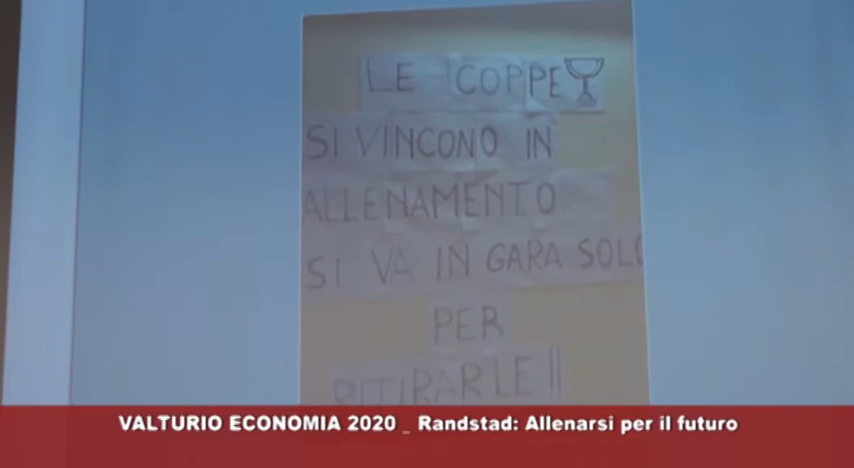 LE COPPE
SI VINCONO IN
ALLENAMENTO
SI VA IN GARA SOLO
PER
RITIRARLE!!
VALTURIO ECONOMIA 2020 _ Randstad: Allenarsi per il futuro